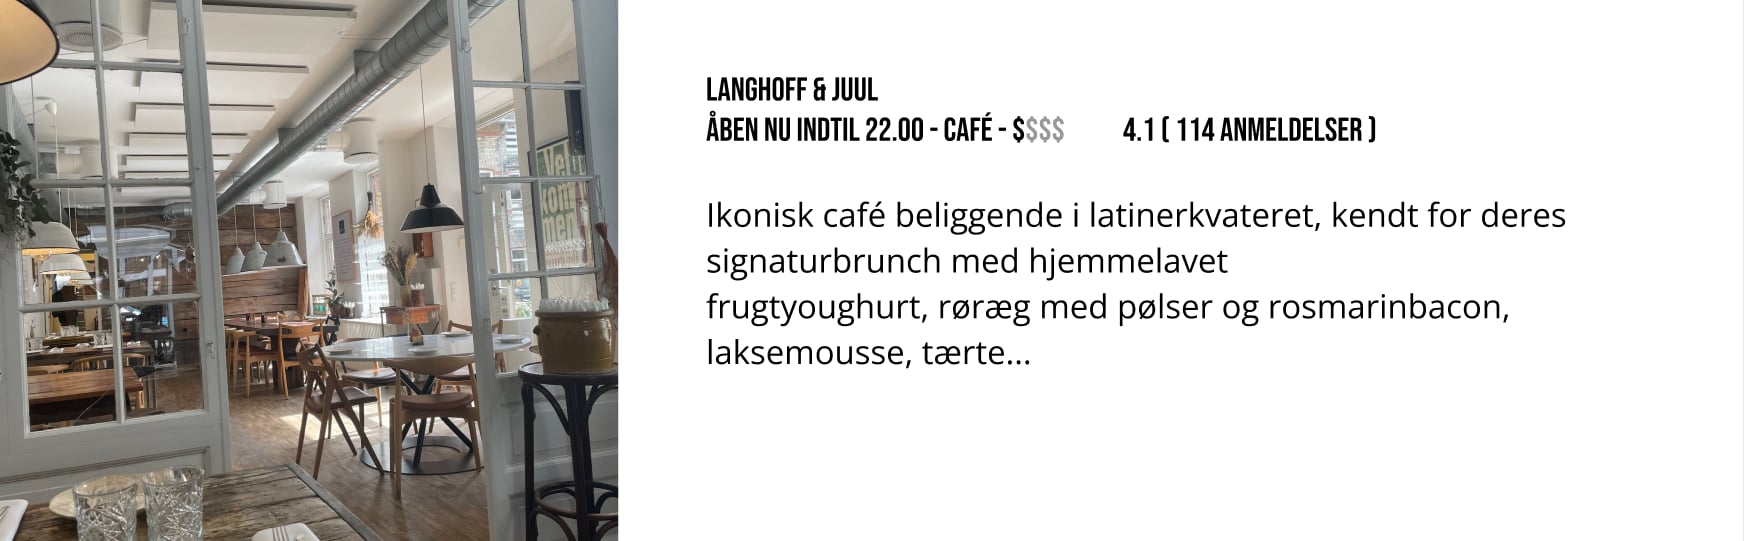 LANGHOFF & JUUL
ÅBEN NU INDTIL 22.00 - CAFÉ - $$$$ 4.1 ( 114 ANMELDELSER )
Ikonisk café beliggende i latinerkvateret, kendt for deres
signaturbrunch med hjemmelavet
frugtyoughurt, røræg med pølser og rosmarinbacon,
laksemousse, tærte...